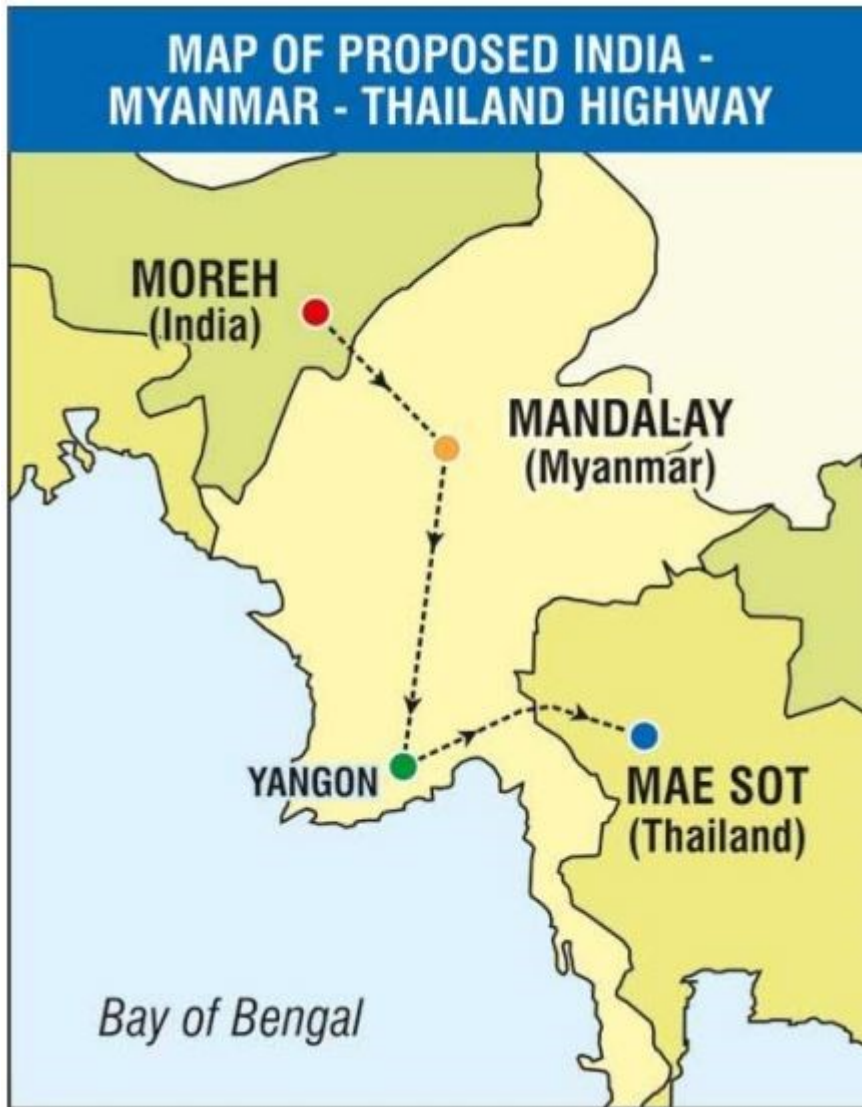 MAP OF PROPOSED INDIA -
MYANMAR - THAILAND HIGHWAY
MOREH
(India)
MANDALAY
(Myanmar)
YANGON
MAE SOT
(Thailand)
Bay of Bengal